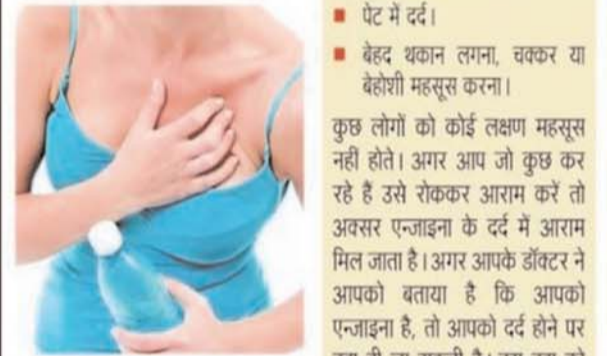 ■ पेट में दर्द।
■ बेहद थकान लगना, चक्कर या
बेहोशी महसूस करना।
कुछ लोगों को कोई लक्षण महसूस
नहीं होते। अगर आप जो कुछ कर
रहे हैं उसे रोककर आराम करें तो
अक्सर एन्जाइना के दर्द में आराम
मिल जाता है। अगर आपके डॉक्टर ने
आपको बताया है कि आपको
एन्जाइना है, तो आपको दर्द होने पर